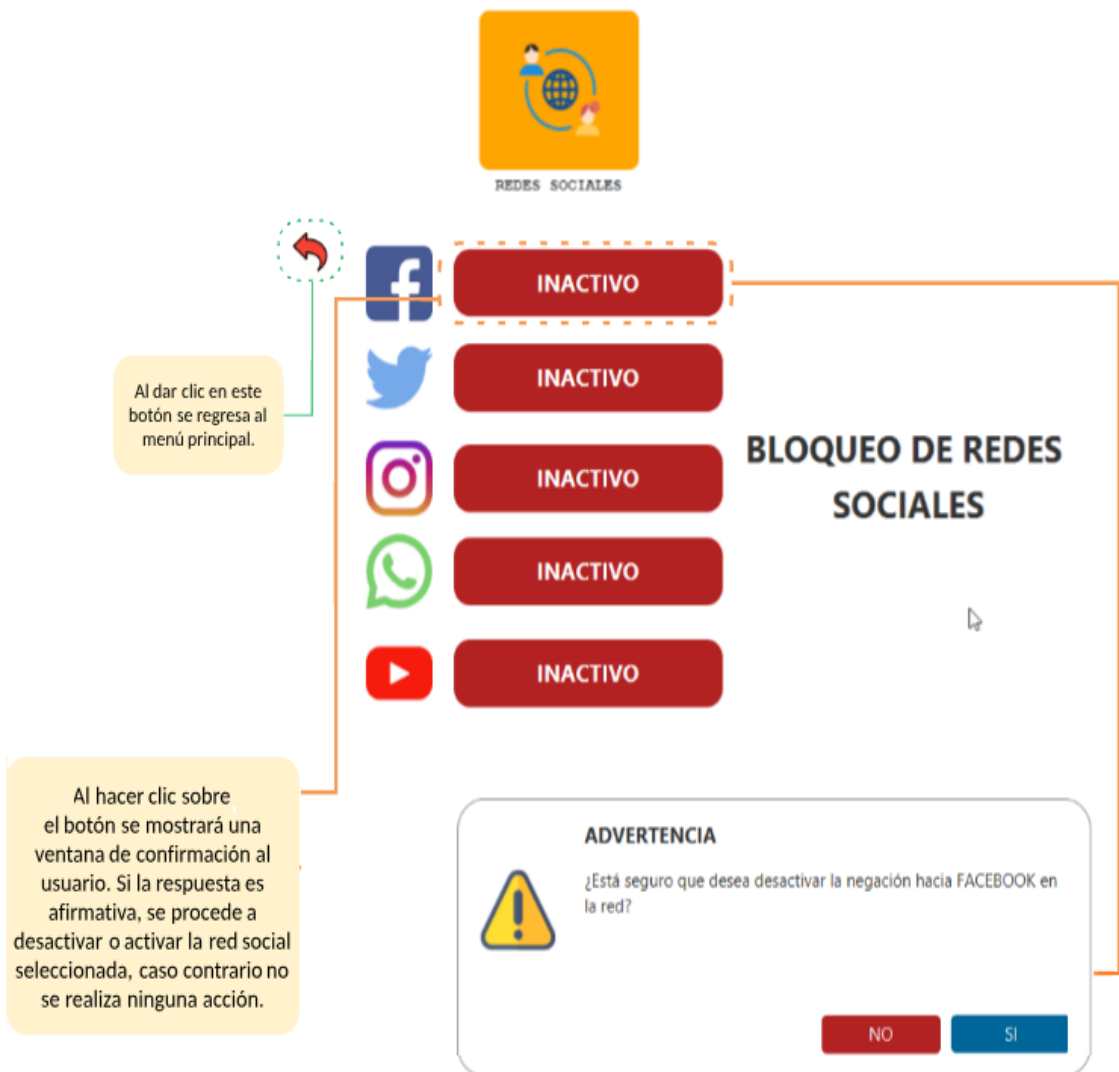 REDES SOCIALES
INACTIVO
INACTIVO
INACTIVO
INACTIVO
INACTIVO
Al dar clic en este
botón se regresa al
menú principal.
BLOQUEO DE REDES
SOCIALES
Al hacer clic sobre
el botón se mostrará una
ventana de confirmación al
usuario. Si la respuesta es
afirmativa, se procede a
desactivar o activar la red social
seleccionada, caso contrario no
se realiza ninguna acción.
ADVERTENCIA
¿Está seguro que desea desactivar la negación hacia FACEBOOK en
la red?
NO
SI